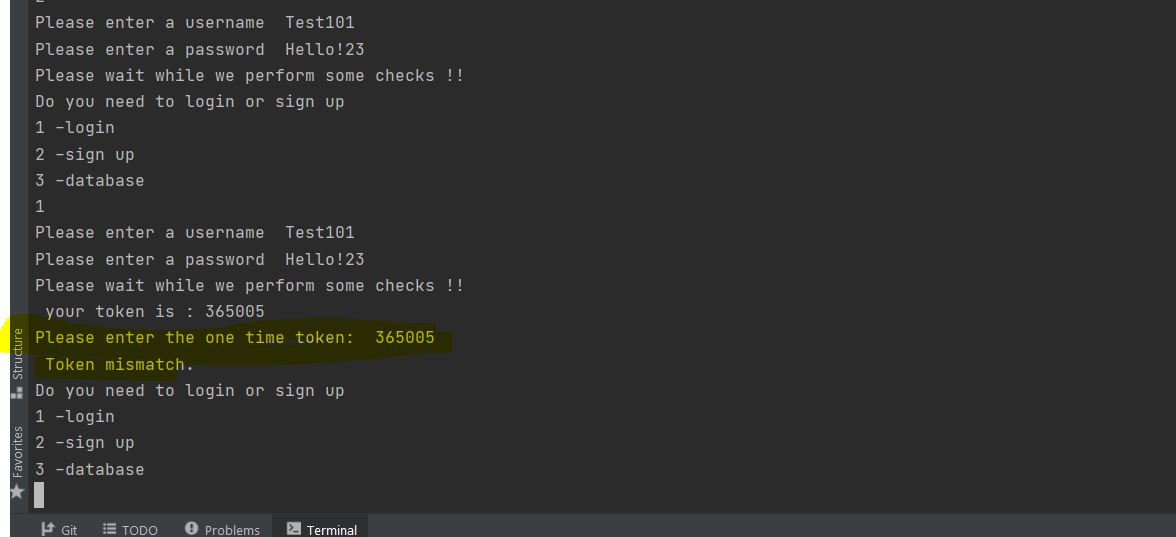 Please enter a username  Test101
Please enter a password  Hello!23
Please wait while we perform some checks !!
Do you need to login or sign up
1 -login
2 -sign up
3 -database
1
Please enter a username  Test101
Please enter a password  Hello!23
Please wait while we perform some checks !!
 your token is : 365005
Please enter the one time token:  365005
 Token mismatch.
Do you need to login or sign up
1 -login
2 -sign up
3 -database
Structure
Favorites
Git TODO Problems Terminal